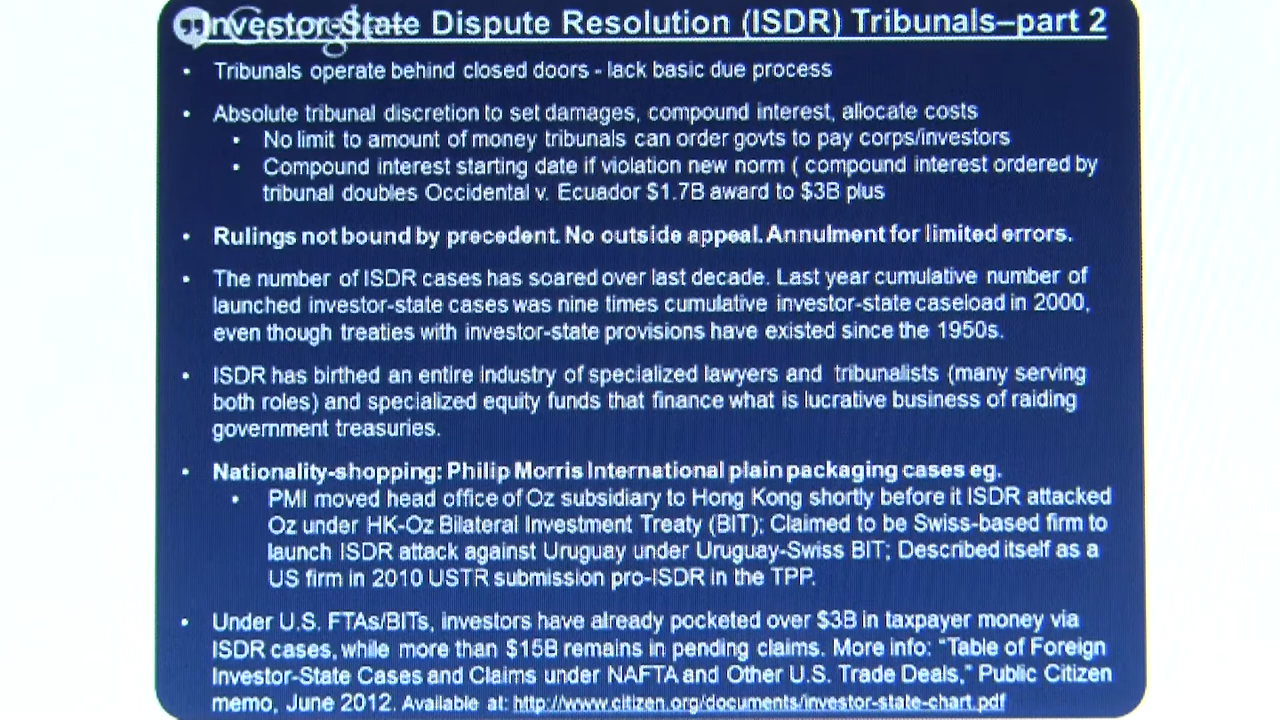 Investor-State Dispute Resolution (ISDR) Tribunals–part 2
• Tribunals operate behind closed doors - lack basic due process
• Absolute tribunal discretion to set damages, compound interest, allocate costs
• No limit to amount of money tribunals can order govts to pay corps/investors
• Compound interest starting date if violation new norm ( compound interest ordered by
tribunal doubles Occidental v. Ecuador $1.7B award to $3B plus
• Rulings not bound by precedent. No outside appeal. Annulment for limited errors.
• The number of ISDR cases has soared over last decade. Last year cumulative number of
launched investor-state cases was nine times cumulative investor-state caseload in 2000,
even though treaties with investor-state provisions have existed since the 1950s.
• ISDR has birthed an entire industry of specialized lawyers and tribunalists (many serving
both roles) and specialized equity funds that finance what is lucrative business of raiding
government treasuries.
• Nationality-shopping: Philip Morris International plain packaging cases eg.
• PMI moved head office of Oz subsidiary to Hong Kong shortly before it ISDR attacked
Oz under HK-Oz Bilateral Investment Treaty (BIT); Claimed to be Swiss-based firm to
launch ISDR attack against Uruguay under Uruguay-Swiss BIT; Described itself as a
US firm in 2010 USTR submission pro-ISDR in the TPP.
• Under U.S. FTAs/BITs, investors have already pocketed over $3B in taxpayer money via
ISDR cases, while more than $15B remains in pending claims. More info: “Table of Foreign
Investor-State Cases and Claims under NAFTA and Other U.S. Trade Deals,” Public Citizen
memo, June 2012. Available at: http://www.citizen.org/documents/investor-state-chart.pdf